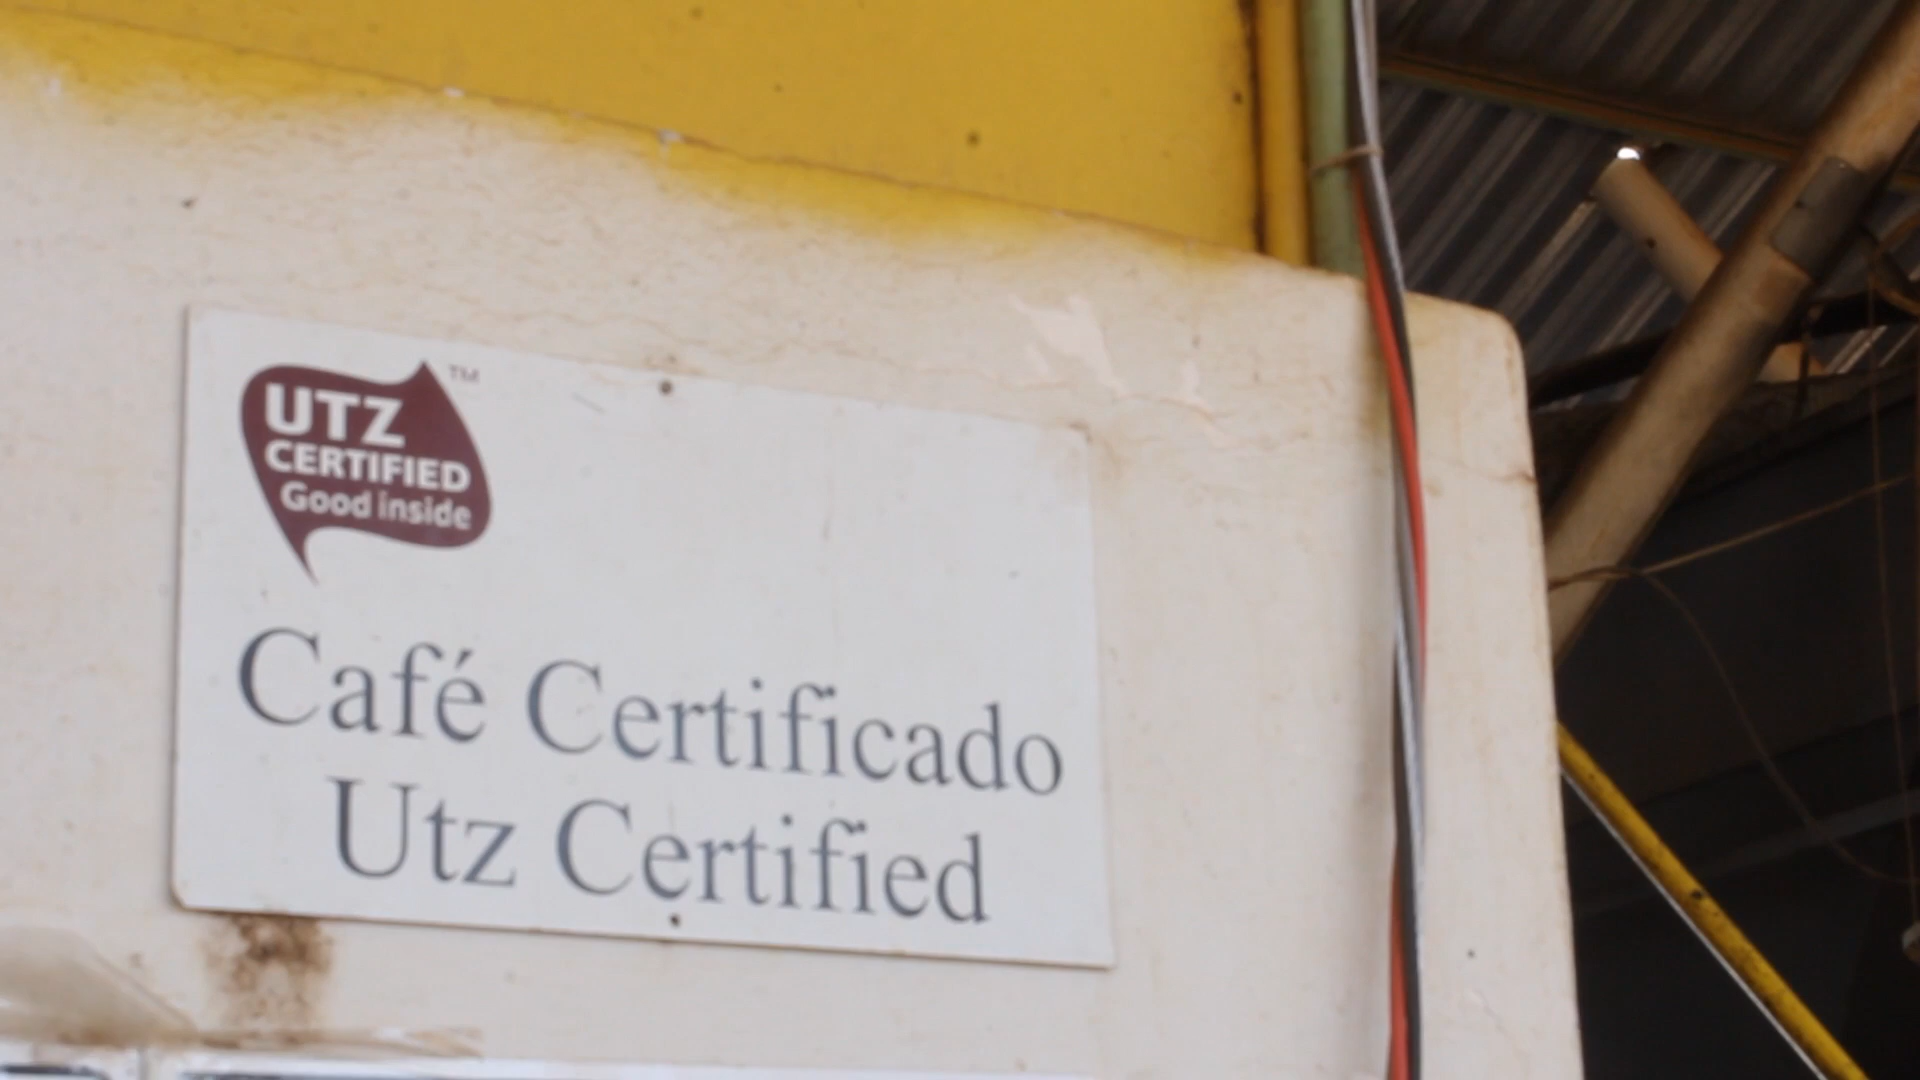 UTZ
CERTIFIED
Good inside
™
Café Certificado
Utz Certified